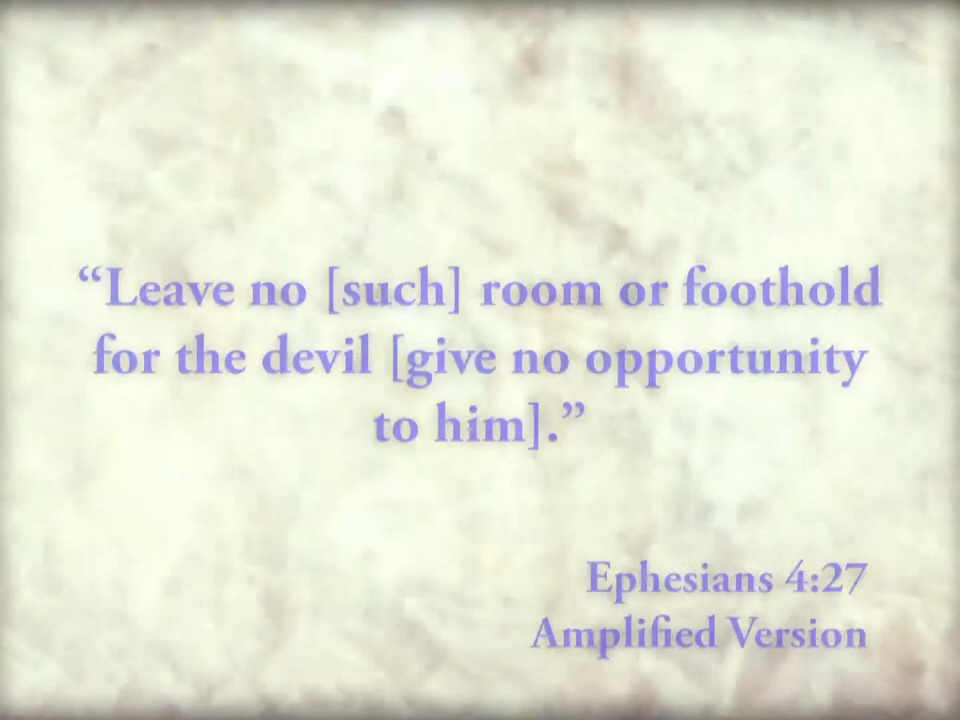 “Leave no [such] room or foothold
for the devil [give no opportunity
to him].”
Ephesians 4:27
Amplified Version